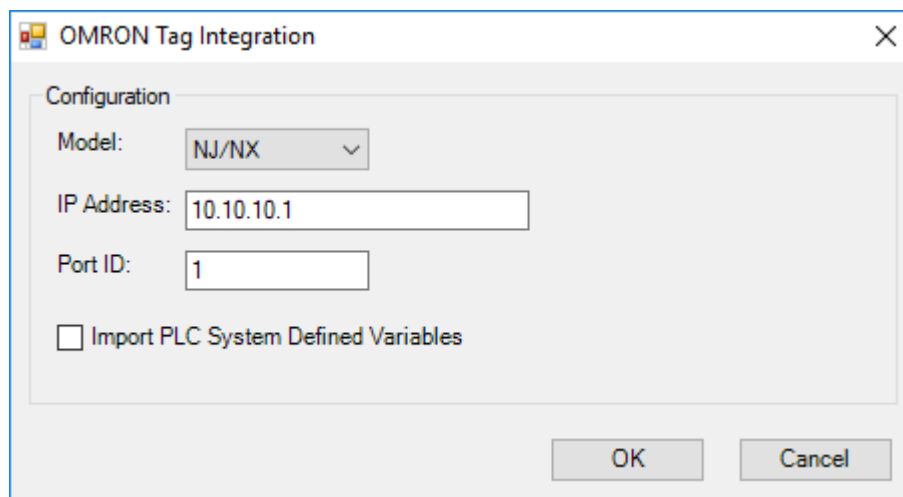 OMRON Tag Integration
Configuration
Model: NJ/NX
IP Address: 10.10.10.1
Port ID: 1
Import PLC System Defined Variables
OK Cancel